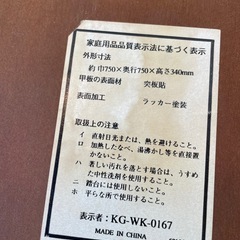 家庭用品品質表示法に基づく表示
外形寸法
約巾750×奥行750×高さ340mm
甲板の表面材 突板貼
表面加工 ラッカー塗装
取扱上の注意
イ 直射日光または、熱を避けること。
ロ 加熱したなべ、湯沸かし等を直接置かないこと。
ハ 著しい汚れを落とす場合は、うすめた中性洗剤を使用すること。
ニ 踏台には使用しないこと。
ホ 平らな所で使用すること。
表示者：KG-WK-0167
MADE IN CHINA